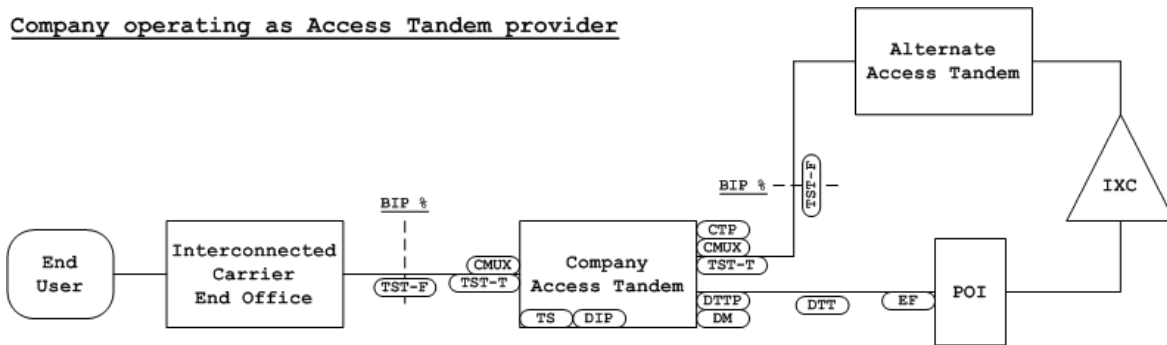 Company operating as Access Tandem provider
Alternate
Access Tandem
TST-F
BIP %
IXC
BIP %
CTP
CMUX
TST-T
Interconnected
Carrier
End Office
End
User
CMUX
TST-T
TST-F
Company
Access Tandem
TS
DIP
DTTP
DM
DTT
EF
POI